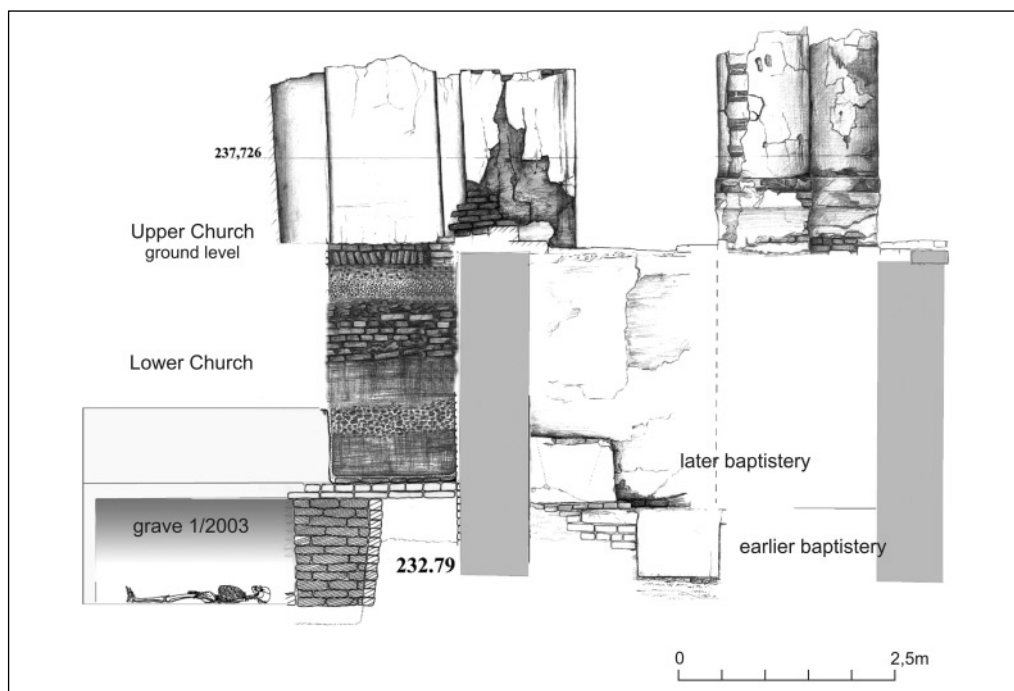 237,726
Upper Church
ground level
Lower Church
later baptistery
grave 1/2003
earlier baptistery
232.79
0
2,5m